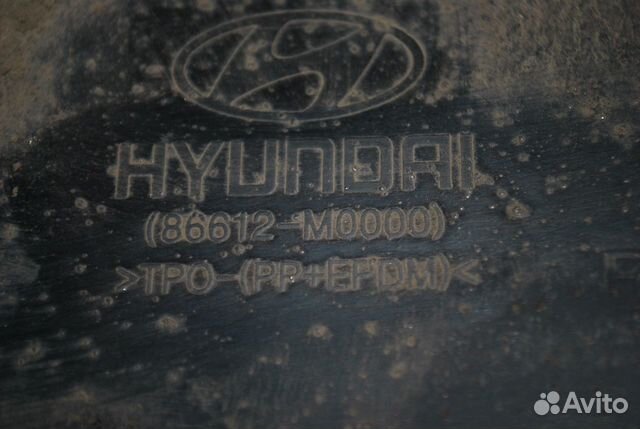 HYUNDAI
(86612-M0000)
>TPO-(PP+EPDM)<
Avito